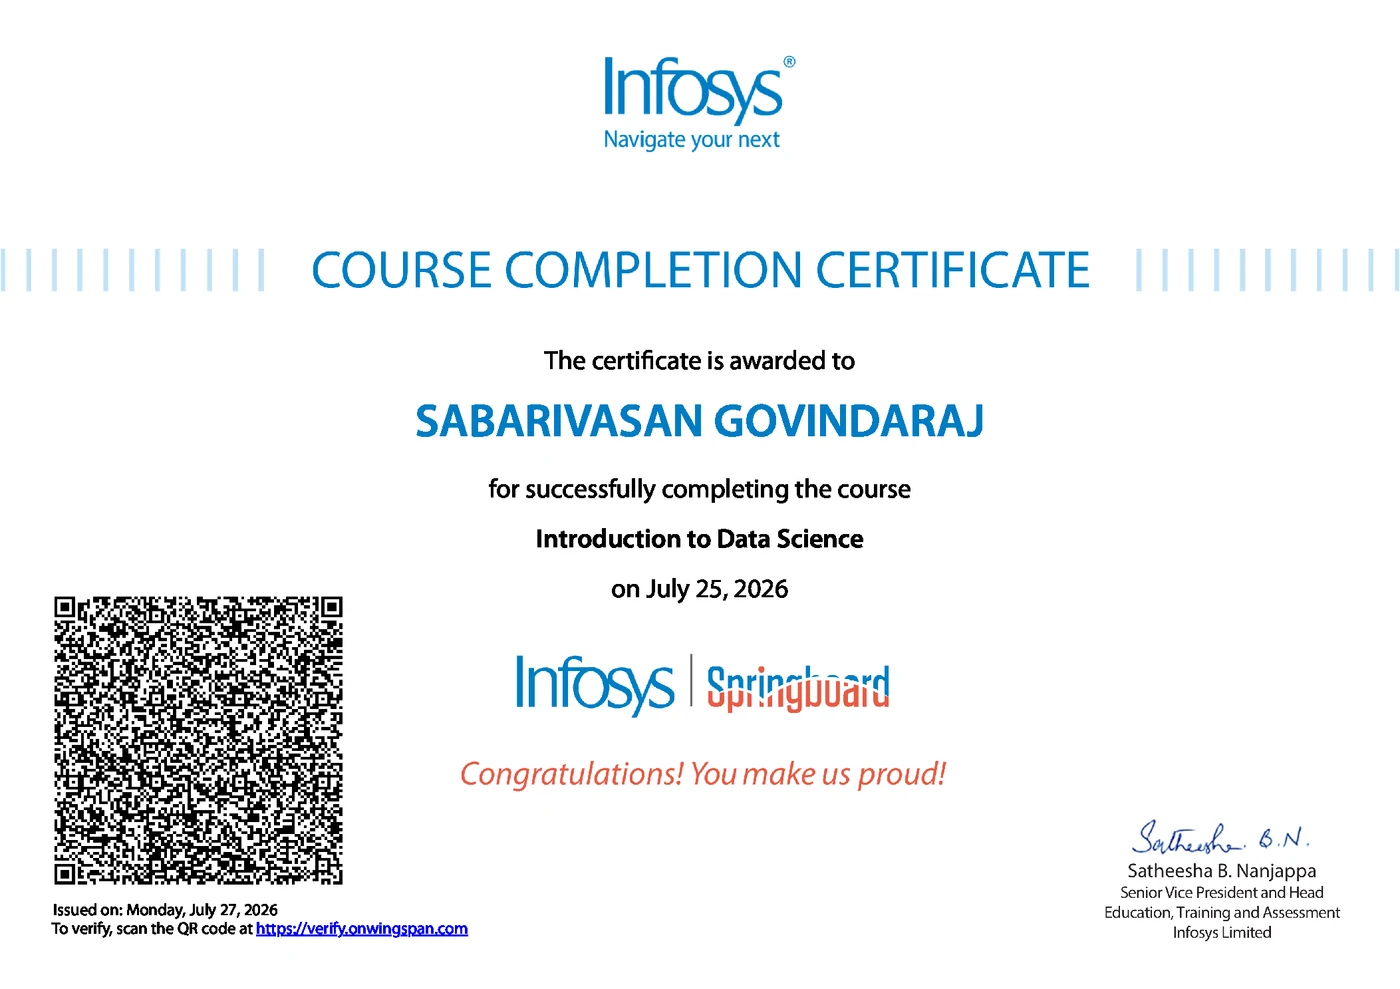 Infosys®
Navigate your next
COURSE COMPLETION CERTIFICATE
The certificate is awarded to
SABARIVASAN GOVINDARAJ
for successfully completing the course
Introduction to Data Science
on July 25, 2026
Infosys | Springboard
Congratulations! You make us proud!
Issued on: Monday, July 27, 2026
To verify, scan the QR code at https://verify.onwingspan.com
Satheesha B.N.
Satheesha B. Nanjappa
Senior Vice President and Head
Education, Training and Assessment
Infosys Limited